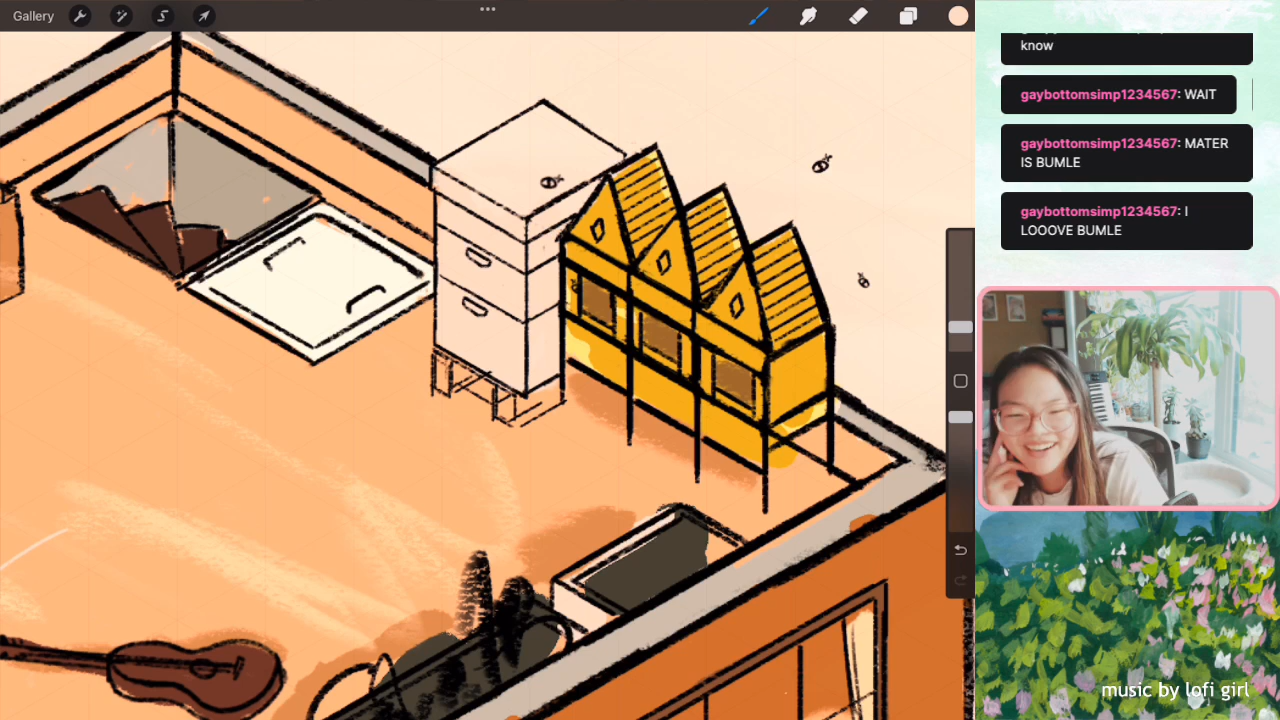 Gallery
know
gaybottomsimp1234567: WAIT
gaybottomsimp1234567: MATER
IS BUMLE
gaybottomsimp1234567: I
LOOOVE BUMLE
music by lofi girl